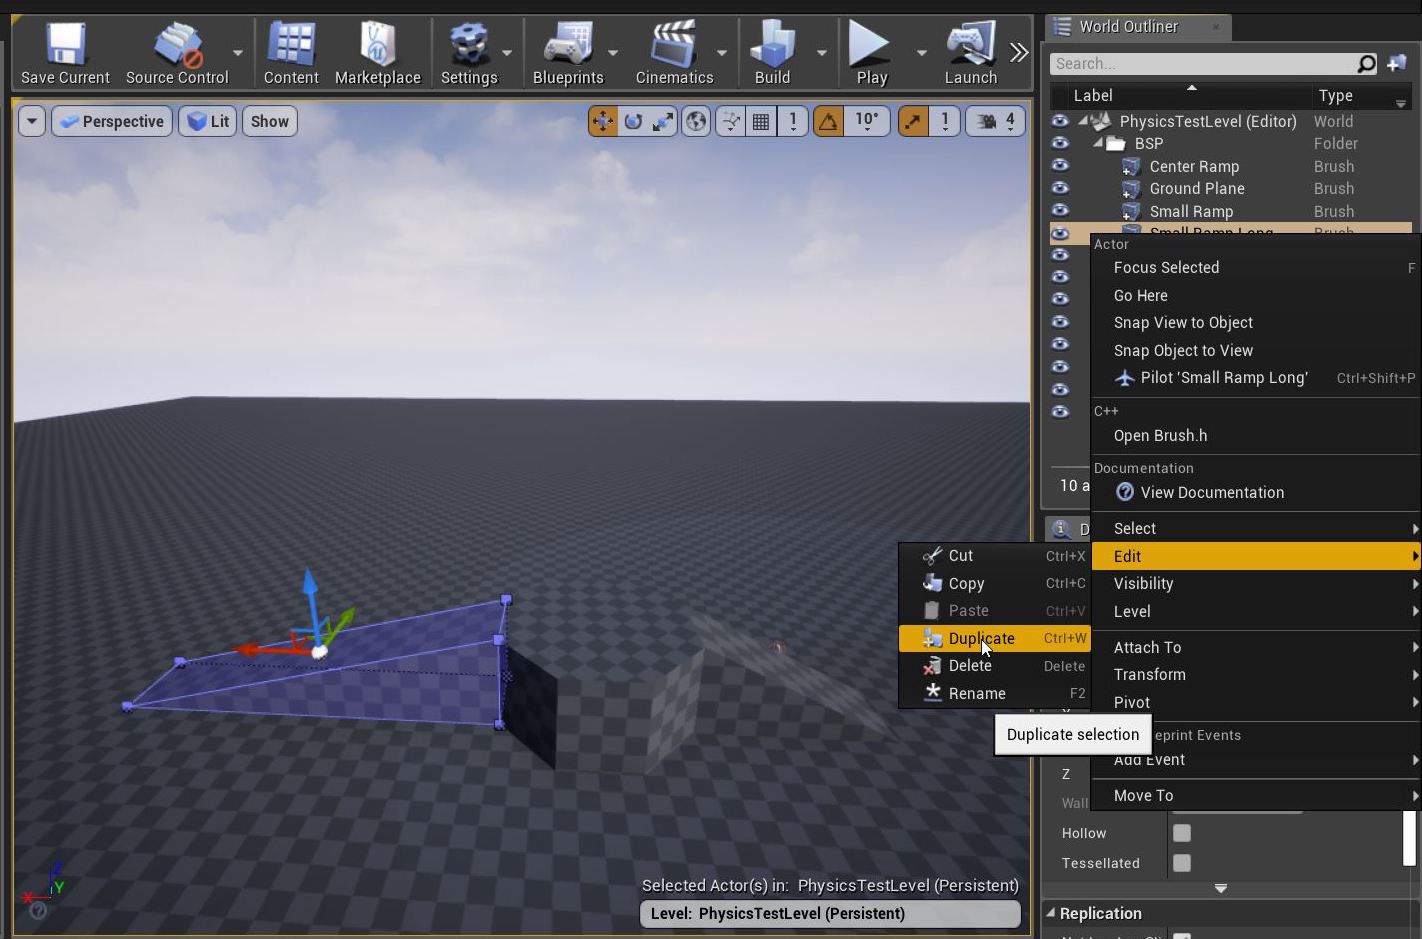 Save Current
Source Control
Content
Marketplace
Settings
Blueprints
Cinematics
Build
Play
Launch
World Outliner
Search...
Label Type
Perspective
Lit
Show
1
10°
1
4
PhysicsTestLevel (Editor) World
BSP Folder
Center Ramp Brush
Ground Plane Brush
Small Ramp Brush
Small Ramp Long Brush
Actor
Focus Selected F
Go Here
Snap View to Object
Snap Object to View
Pilot 'Small Ramp Long' Ctrl+Shift+P
C++
Open Brush.h
10 a
Documentation
View Documentation
D
Select
Edit
Visibility
Level
Attach To
Transform
Pivot
eprint Events
Add Event
Move To
Cut Ctrl+X
Copy Ctrl+C
Paste Ctrl+V
Duplicate Ctrl+W
Delete Delete
Rename F2
Duplicate selection
Z
Wall
Hollow
Tessellated
Replication
Z
Y
X
Selected Actor(s) in: PhysicsTestLevel (Persistent)
Level: PhysicsTestLevel (Persistent)